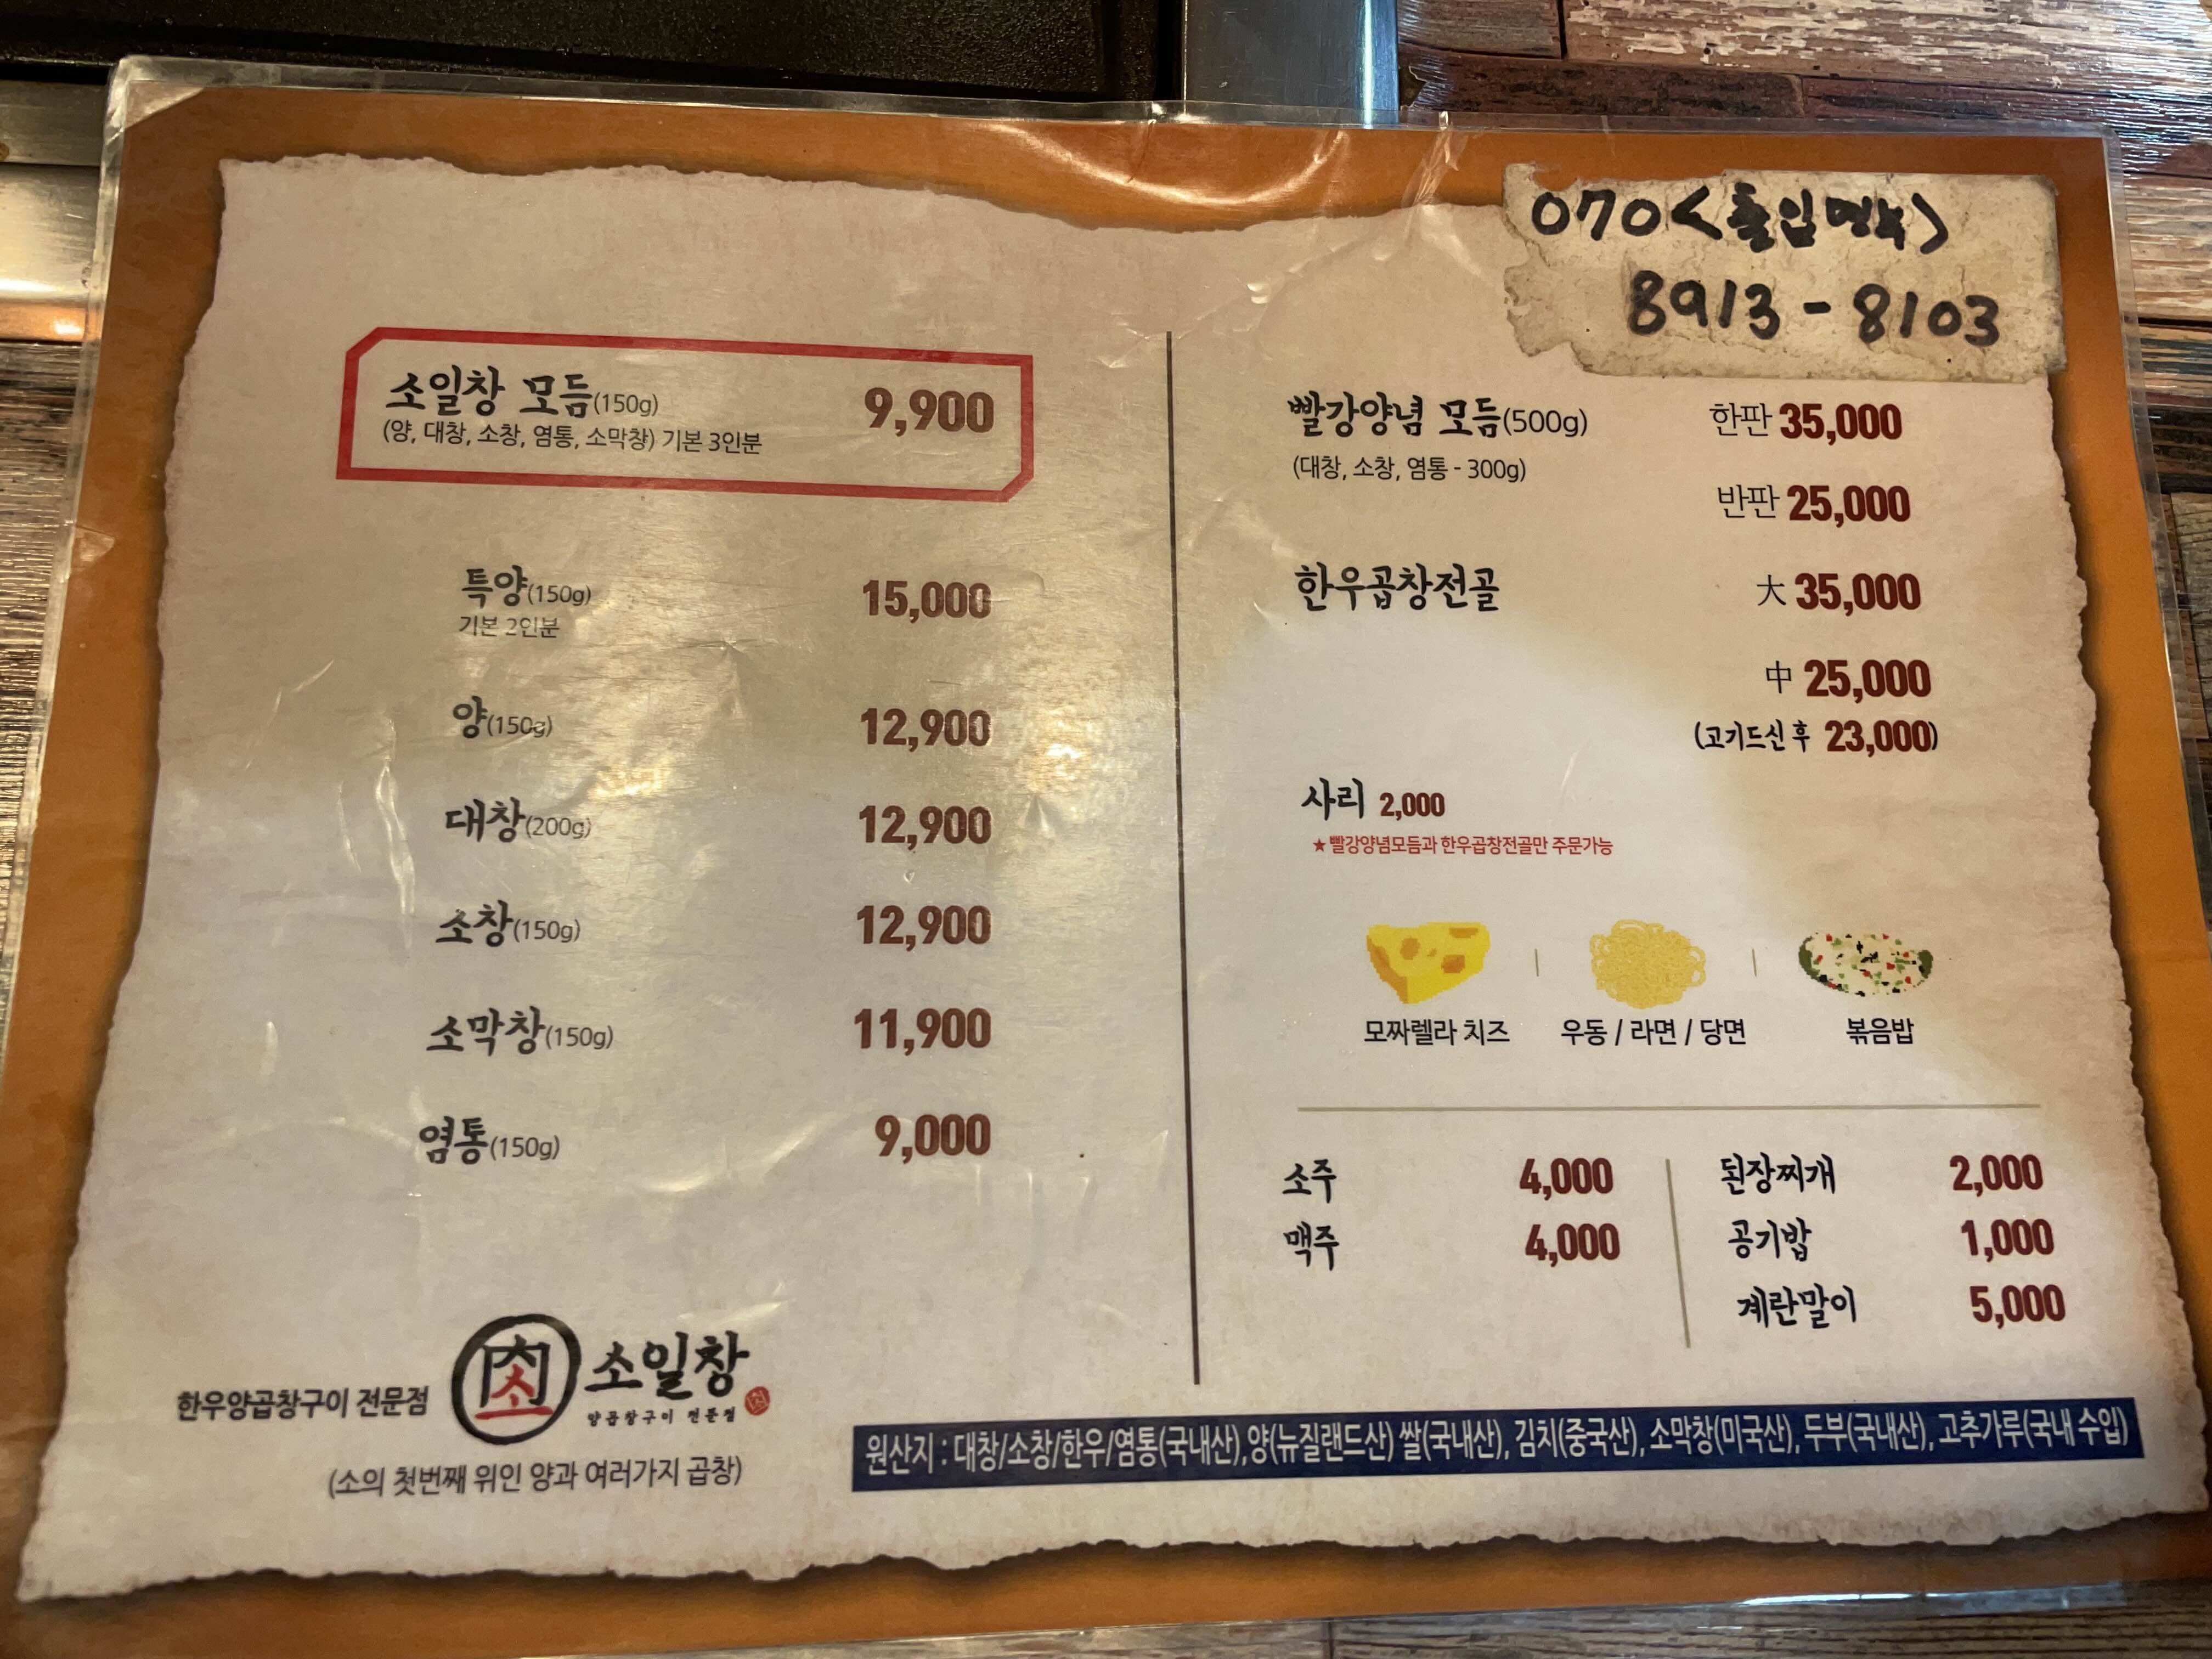 070<출입명부>
8913-8103
소일창 모듬(150g) 9,900
(양, 대창, 소창, 염통, 소막창) 기본 3인분
특양(150g) 15,000
기본 2인분
양(150g) 12,900
대창(200g) 12,900
소창(150g) 12,900
소막창(150g) 11,900
염통(150g) 9,000
한우양곱창구이 전문점
소일창
양곱창구이 전문점
(소의 첫번째 위인 양과 여러가지 곱창)
빨강양념 모듬(500g) 한판 35,000
(대창, 소창, 염통 - 300g)
반판 25,000
한우곱창전골 大 35,000
中 25,000
(고기드신 후 23,000)
사리 2,000
★ 빨강양념모듬과 한우곱창전골만 주문가능
모짜렐라 치즈 우동 / 라면 / 당면 볶음밥
소주 4,000
맥주 4,000
된장찌개 2,000
공기밥 1,000
계란말이 5,000
원산지 : 대창/소창/한우/염통(국내산), 양(뉴질랜드산) 쌀(국내산), 김치(중국산), 소막창(미국산), 두부(국내산), 고추가루(국내 수입)